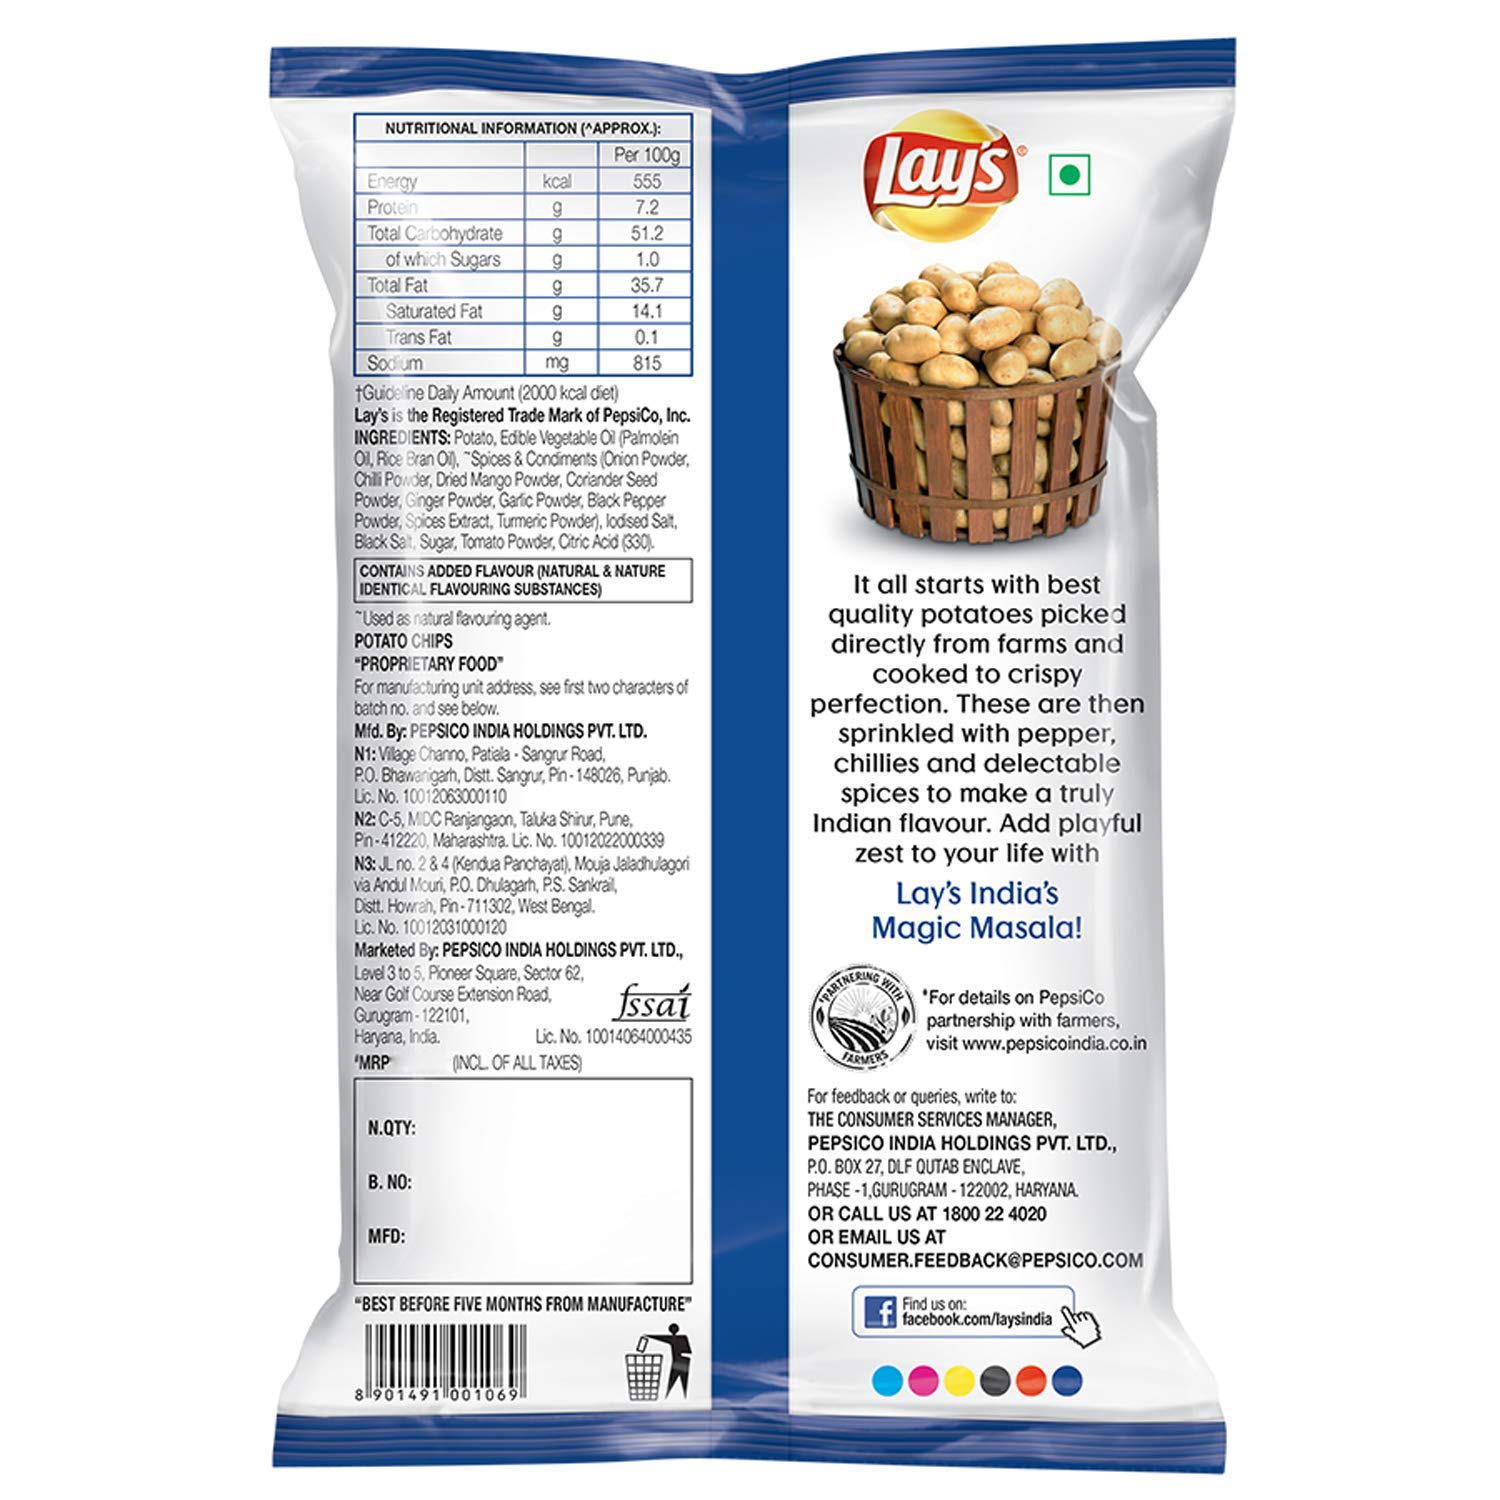 NUTRITIONAL INFORMATION (^APPROX.):
Per 100g
Energy kcal 555
Protein g 7.2
Total Carbohydrate g 51.2
of which Sugars g 1.0
Total Fat g 35.7
Saturated Fat g 14.1
Trans Fat g 0.1
Sodium mg 815
†Guideline Daily Amount (2000 kcal diet)
Lay's is the Registered Trade Mark of PepsiCo, Inc.
INGREDIENTS: Potato, Edible Vegetable Oil (Palmolein
Oil, Rice Bran Oil), ~Spices & Condiments (Onion Powder,
Chilli Powder, Dried Mango Powder, Coriander Seed
Powder, Ginger Powder, Garlic Powder, Black Pepper
Powder, Spices Extract, Turmeric Powder), Iodised Salt,
Black Salt, Sugar, Tomato Powder, Citric Acid (330).
CONTAINS ADDED FLAVOUR (NATURAL & NATURE
IDENTICAL FLAVOURING SUBSTANCES)
~Used as natural flavouring agent.
POTATO CHIPS
"PROPRIETARY FOOD"
For manufacturing unit address, see first two characters of
batch no. and see below.
Mfd. By: PEPSICO INDIA HOLDINGS PVT. LTD.
N1: Village Channo, Patiala - Sangrur Road,
P.O. Bhawanigarh, Distt. Sangrur, Pin - 148026, Punjab.
Lic. No. 10012063000110
N2: C-5, MIDC Ranjangaon, Taluka Shirur, Pune,
Pin - 412220, Maharashtra. Lic. No. 10012022000339
N3: JL no. 2 & 4 (Kendua Panchayat), Mouja Jaladhulagori
via Andul Mouri, P.O. Dhulagarh, P.S. Sankrail,
Distt. Howrah, Pin - 711302, West Bengal.
Lic. No. 10012031000120
Marketed By: PEPSICO INDIA HOLDINGS PVT. LTD.,
Level 3 to 5, Pioneer Square, Sector 62,
Near Golf Course Extension Road,
Gurugram - 122101,
Haryana, India.
fssai
Lic. No. 10014064000435
#MRP (INCL. OF ALL TAXES)
N.QTY:
B. NO:
MFD:
"BEST BEFORE FIVE MONTHS FROM MANUFACTURE"
8 901491 001069
Lay's®
It all starts with best
quality potatoes picked
directly from farms and
cooked to crispy
perfection. These are then
sprinkled with pepper,
chillies and delectable
spices to make a truly
Indian flavour. Add playful
zest to your life with
Lay's India's
Magic Masala!
*PARTNERING WITH
FARMERS
*For details on PepsiCo
partnership with farmers,
visit www.pepsicoindia.co.in
For feedback or queries, write to:
THE CONSUMER SERVICES MANAGER,
PEPSICO INDIA HOLDINGS PVT. LTD.,
P.O. BOX 27, DLF QUTAB ENCLAVE,
PHASE -1,GURUGRAM - 122002, HARYANA.
OR CALL US AT 1800 22 4020
OR EMAIL US AT
CONSUMER.FEEDBACK@PEPSICO.COM
f
Find us on:
facebook.com/laysindia